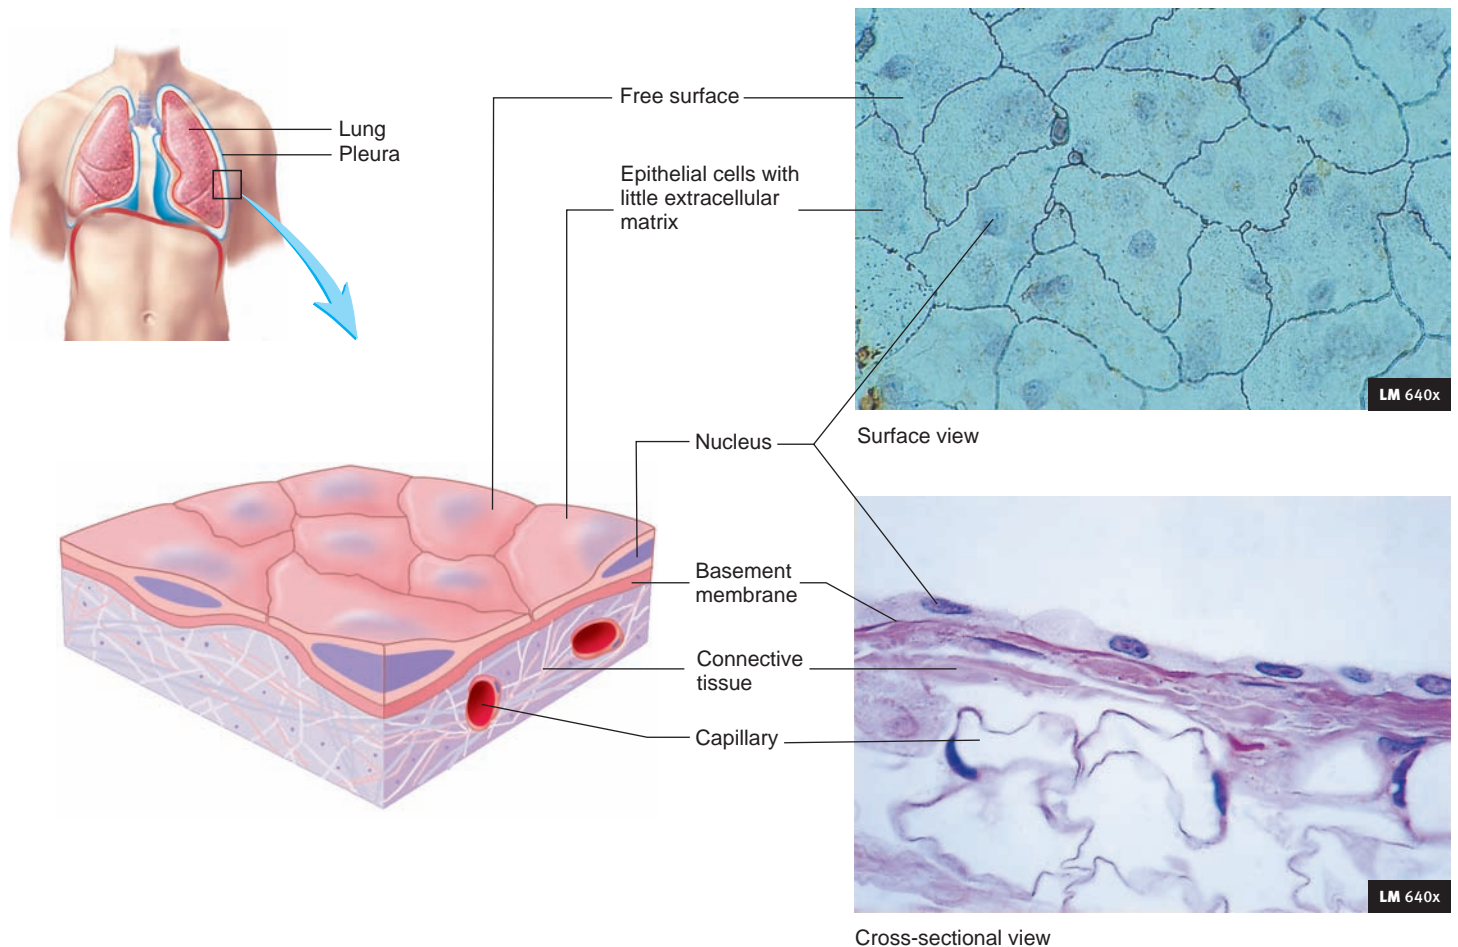 Lung
Pleura
Free surface
Epithelial cells with
little extracellular
matrix
LM 640x
Surface view
Nucleus
Basement
membrane
Connective
tissue
Capillary
LM 640x
Cross-sectional view